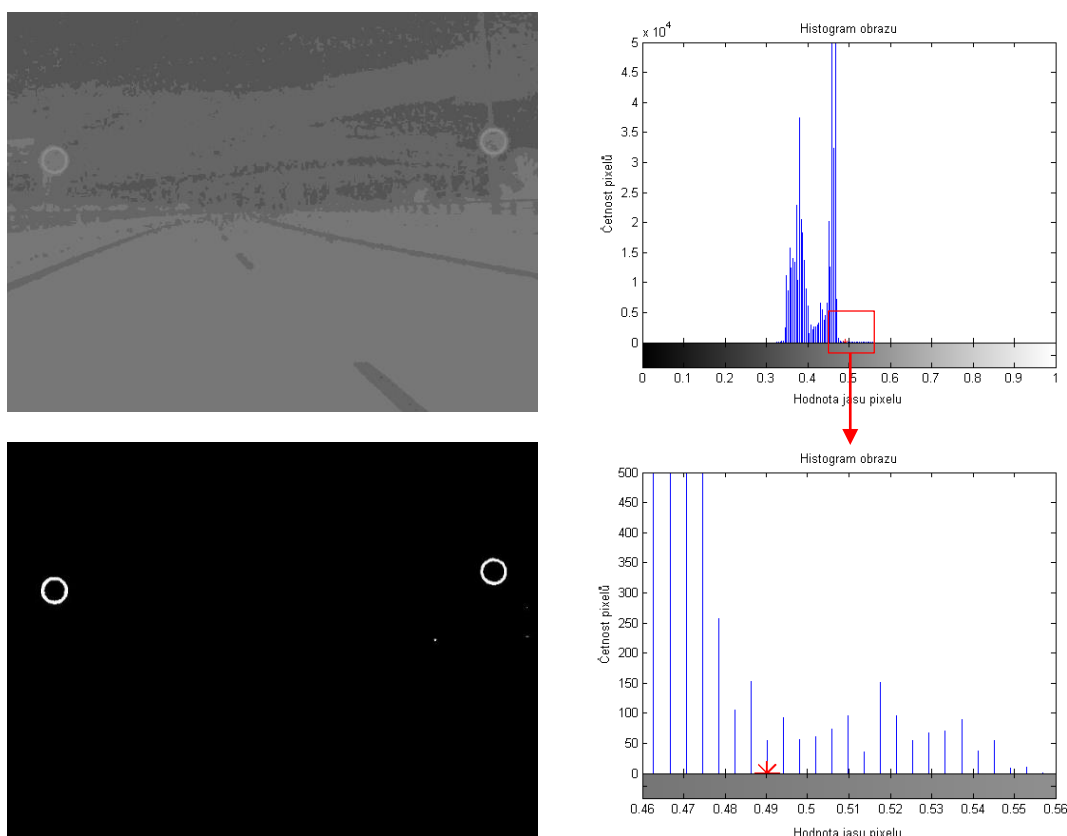 Histogram obrazu
x 10^4
5
4.5
4
3.5
3
2.5
2
1.5
1
0.5
0
Četnost pixelů
0 0.1 0.2 0.3 0.4 0.5 0.6 0.7 0.8 0.9 1
Hodnota jasu pixelu
Histogram obrazu
500
450
400
350
300
250
200
150
100
50
0
Četnost pixelů
0.46 0.47 0.48 0.49 0.5 0.51 0.52 0.53 0.54 0.55 0.56
Hodnota jasu pixelu